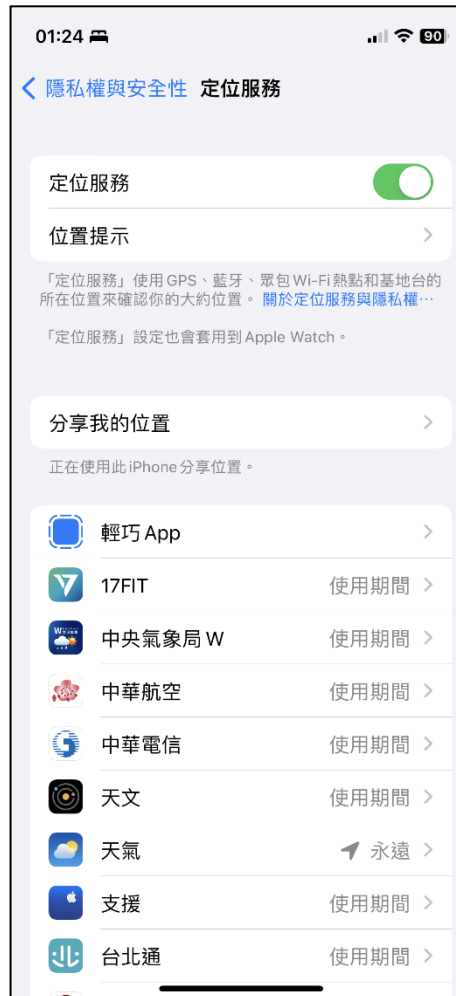 01:24
90
隱私權與安全性 定位服務
定位服務
位置提示
「定位服務」使用 GPS、藍牙、眾包 Wi-Fi 熱點和基地台的
所在位置來確認你的大約位置。關於定位服務與隱私權⋯
「定位服務」設定也會套用到 Apple Watch。
分享我的位置
正在使用此 iPhone 分享位置。
輕巧 App
17FIT 使用期間
中央氣象局 W 使用期間
中華航空 使用期間
中華電信 使用期間
天文 使用期間
天氣 永遠
支援 使用期間
台北通 使用期間